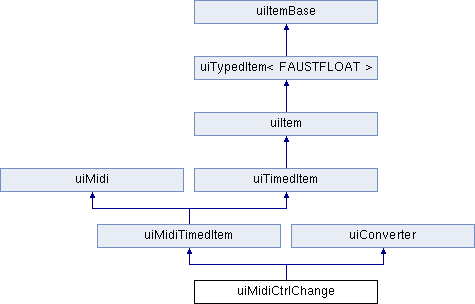 uiItemBase
uiTypedItem< FAUSTFLOAT >
uiItem
uiMidi
uiTimedItem
uiMidiTimedItem
uiConverter
uiMidiCtrlChange